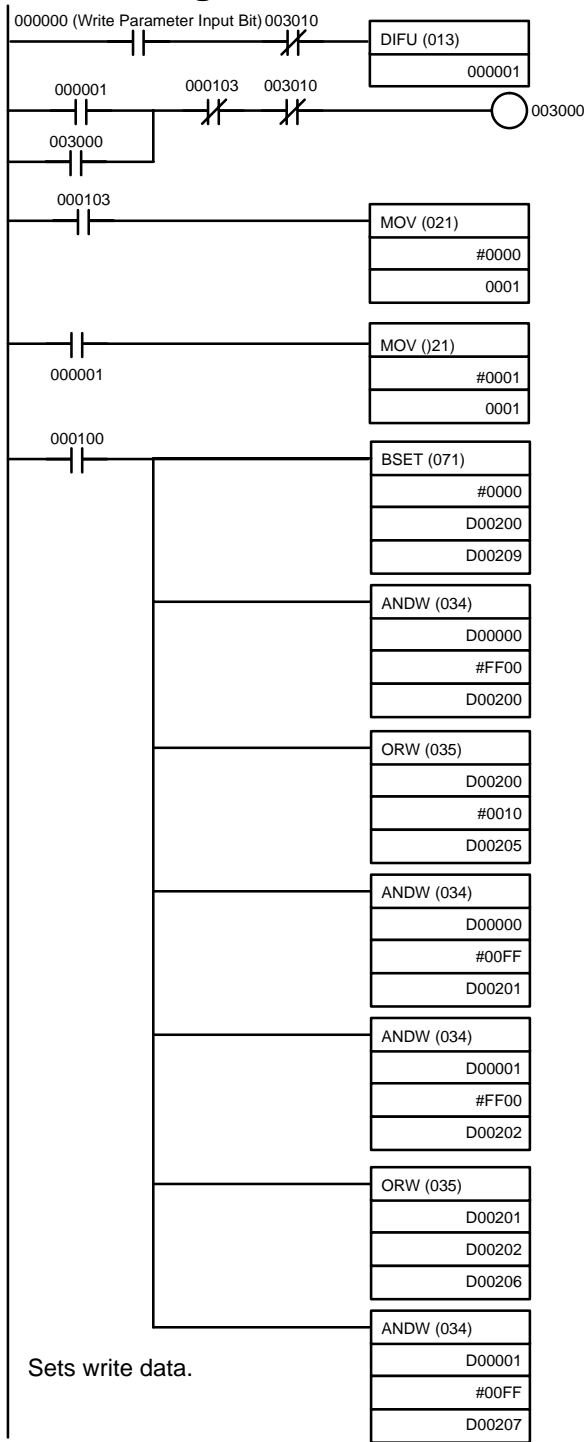 000000 (Write Parameter Input Bit) 003010
DIFU (013)
000001
000001 000103 003010
003000
003000
000103
MOV (021)
#0000
0001
MOV ()21)
000001
#0001
0001
000100
BSET (071)
#0000
D00200
D00209
ANDW (034)
D00000
#FF00
D00200
ORW (035)
D00200
#0010
D00205
ANDW (034)
D00000
#00FF
D00201
ANDW (034)
D00001
#FF00
D00202
ORW (035)
D00201
D00202
D00206
ANDW (034)
Sets write data.
D00001
#00FF
D00207